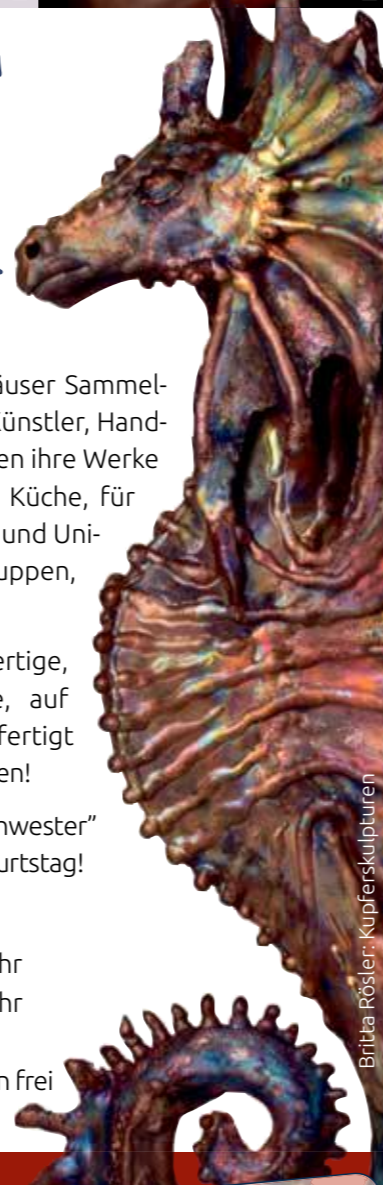 äuser Sammel-
Künstler, Hand-
en ihre Werke
Küche, für
und Uni-
uppen,
ertige,
e, auf
fertigt
en!
hwester”
urtstag!
hr
hr
n frei
Britta Rösler: Kupferskulpturen